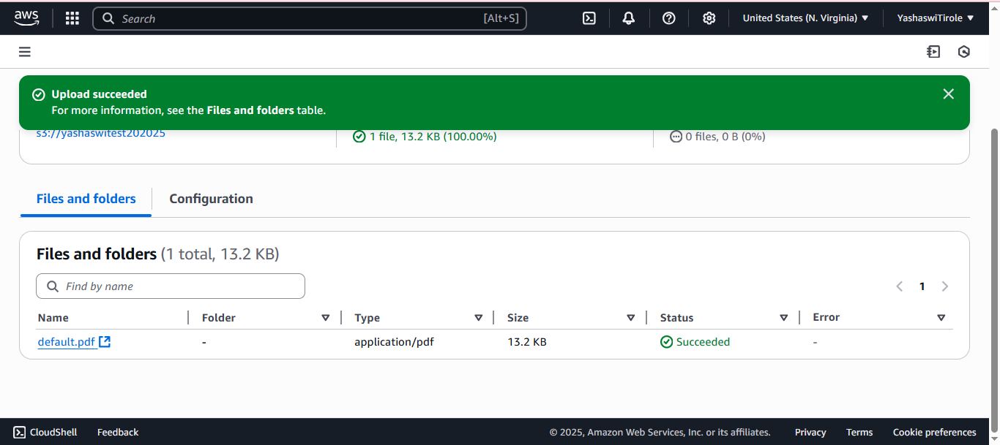 aws Search [Alt+S] United States (N. Virginia) YashaswiTirole
Upload succeeded
For more information, see the Files and folders table.
s3://yashaswitest202025 1 file, 13.2 KB (100.00%) 0 files, 0 B (0%)
Files and folders Configuration
Files and folders (1 total, 13.2 KB)
Find by name 1
Name Folder Type Size Status Error
default.pdf - application/pdf 13.2 KB Succeeded -
CloudShell Feedback © 2025, Amazon Web Services, Inc. or its affiliates. Privacy Terms Cookie preferences